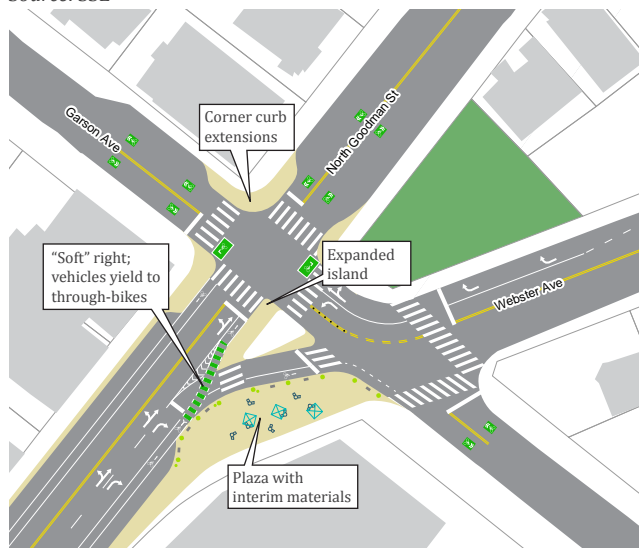 Garson Ave
North Goodman St
Corner curb
extensions
"Soft" right;
vehicles yield to
through-bikes
Expanded
island
Webster Ave
Plaza with
interim materials